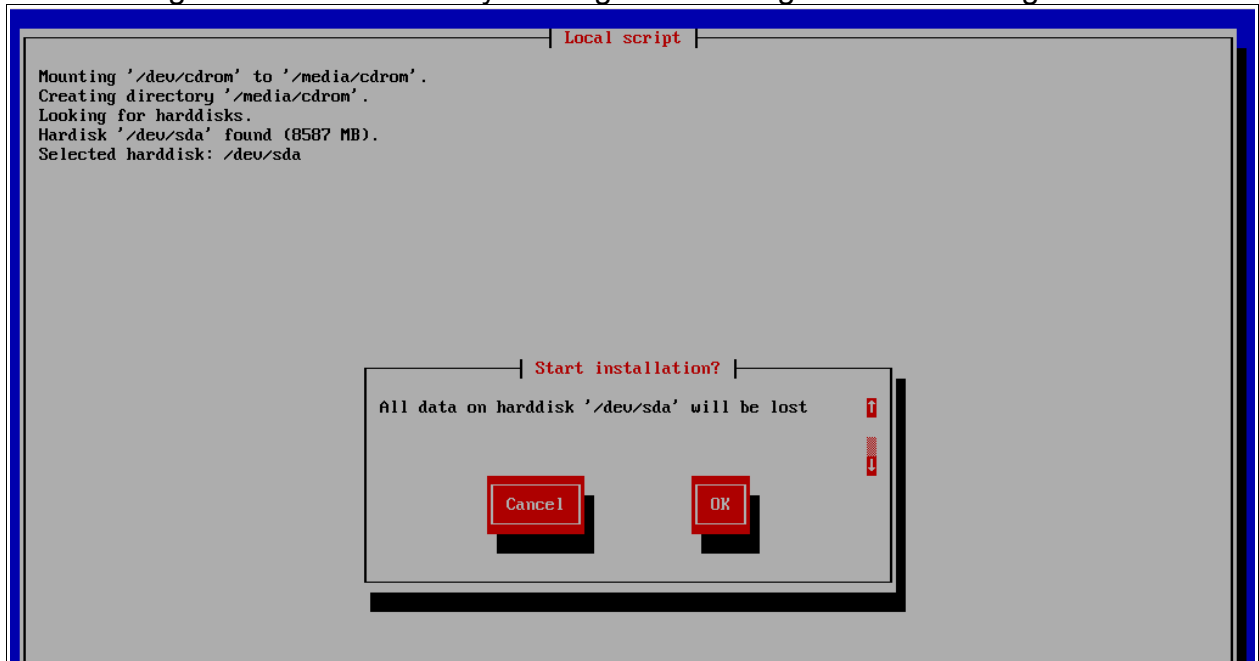 Local script
Mounting '/dev/cdrom' to '/media/cdrom'.
Creating directory '/media/cdrom'.
Looking for harddisks.
Hardisk '/dev/sda' found (8587 MB).
Selected harddisk: /dev/sda
Start installation?
All data on harddisk '/dev/sda' will be lost
Cancel OK